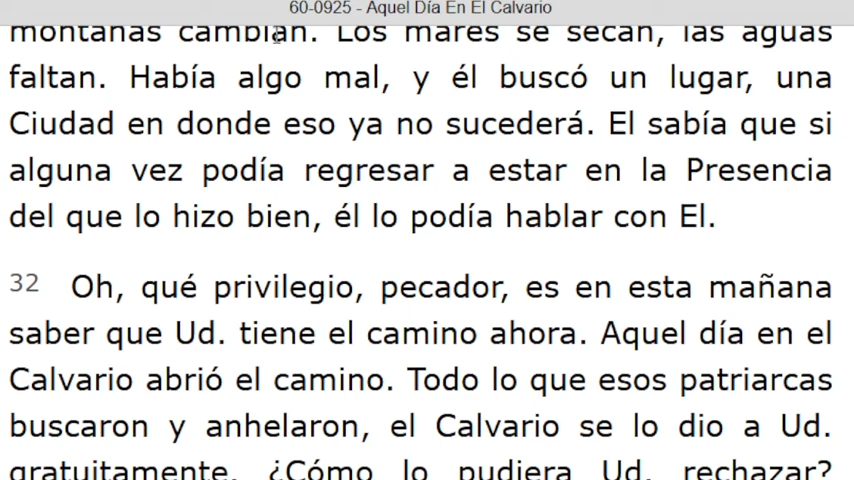 60-0925 - Aquel Día En El Calvario
montañas cambian. Los mares se secan, las aguas
faltan. Había algo mal, y él buscó un lugar, una
Ciudad en donde eso ya no sucederá. El sabía que si
alguna vez podía regresar a estar en la Presencia
del que lo hizo bien, él lo podía hablar con El.
32 Oh, qué privilegio, pecador, es en esta mañana
saber que Ud. tiene el camino ahora. Aquel día en el
Calvario abrió el camino. Todo lo que esos patriarcas
buscaron y anhelaron, el Calvario se lo dio a Ud.
gratuitamente. ¿Cómo lo pudiera Ud. rechazar?